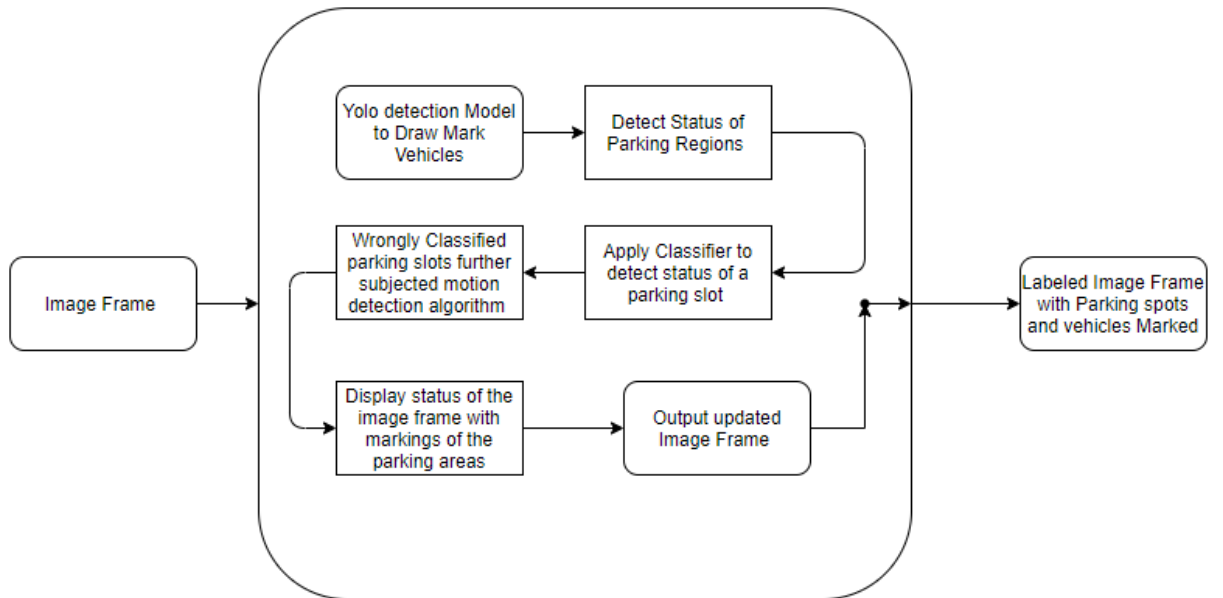 Yolo detection Model
to Draw Mark
Vehicles
Detect Status of
Parking Regions
Image Frame
Wrongly Classified
parking slots further
subjected motion
detection algorithm
Apply Classifier to
detect status of a
parking slot
Labeled Image Frame
with Parking spots
and vehicles Marked
Display status of the
image frame with
markings of the
parking areas
Output updated
Image Frame